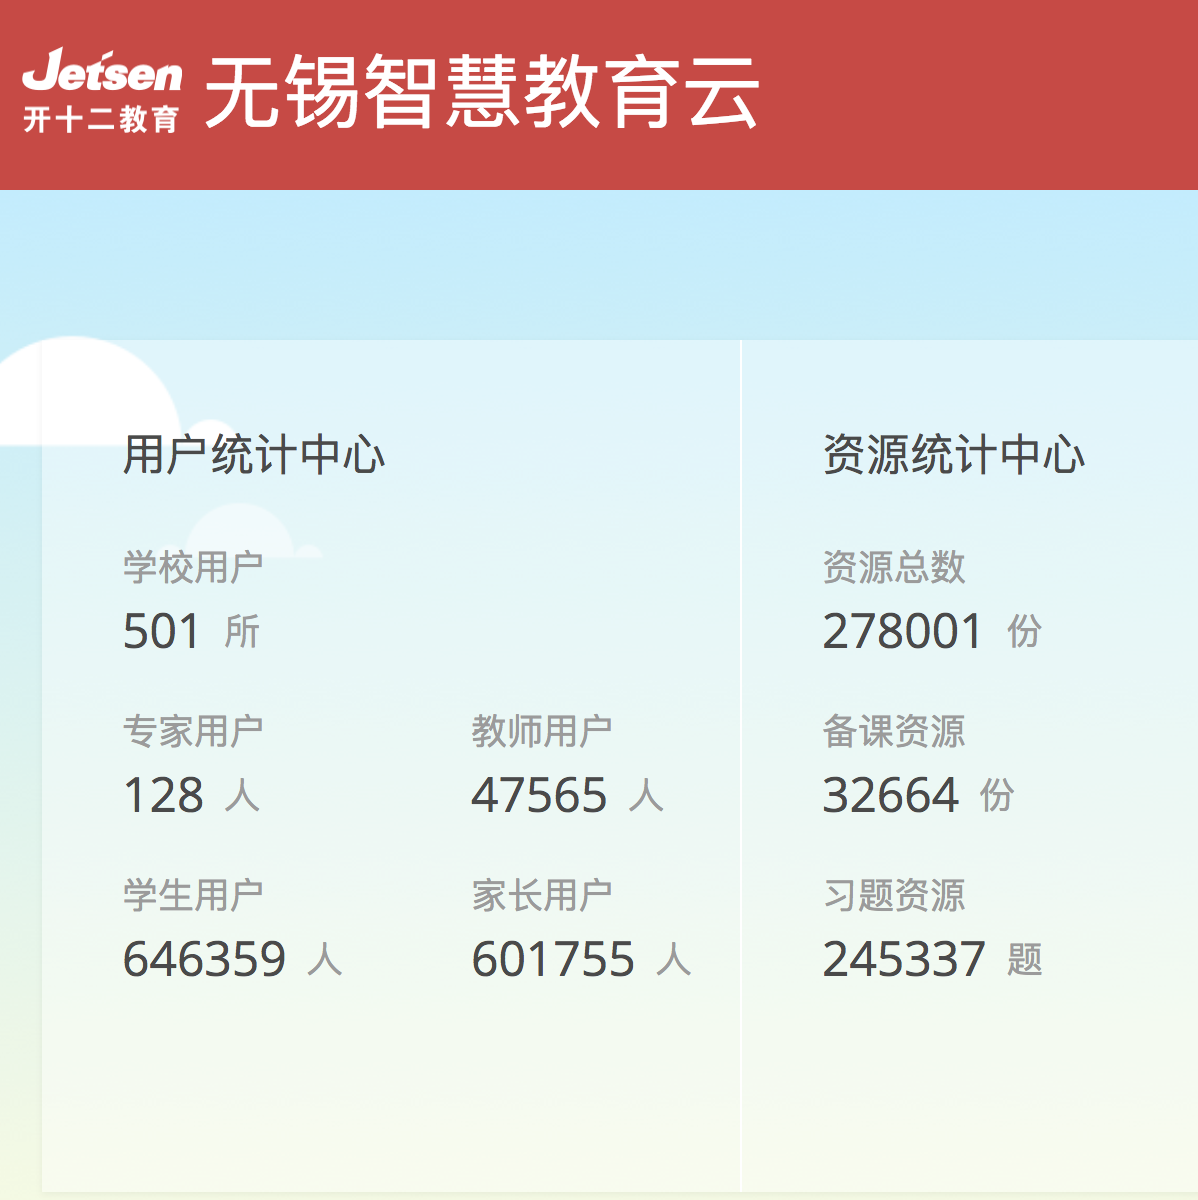 Jetsen
开十二教育
无锡智慧教育云
用户统计中心
学校用户
501 所
专家用户
128 人
教师用户
47565 人
学生用户
646359 人
家长用户
601755 人
资源统计中心
资源总数
278001 份
备课资源
32664 份
习题资源
245337 题